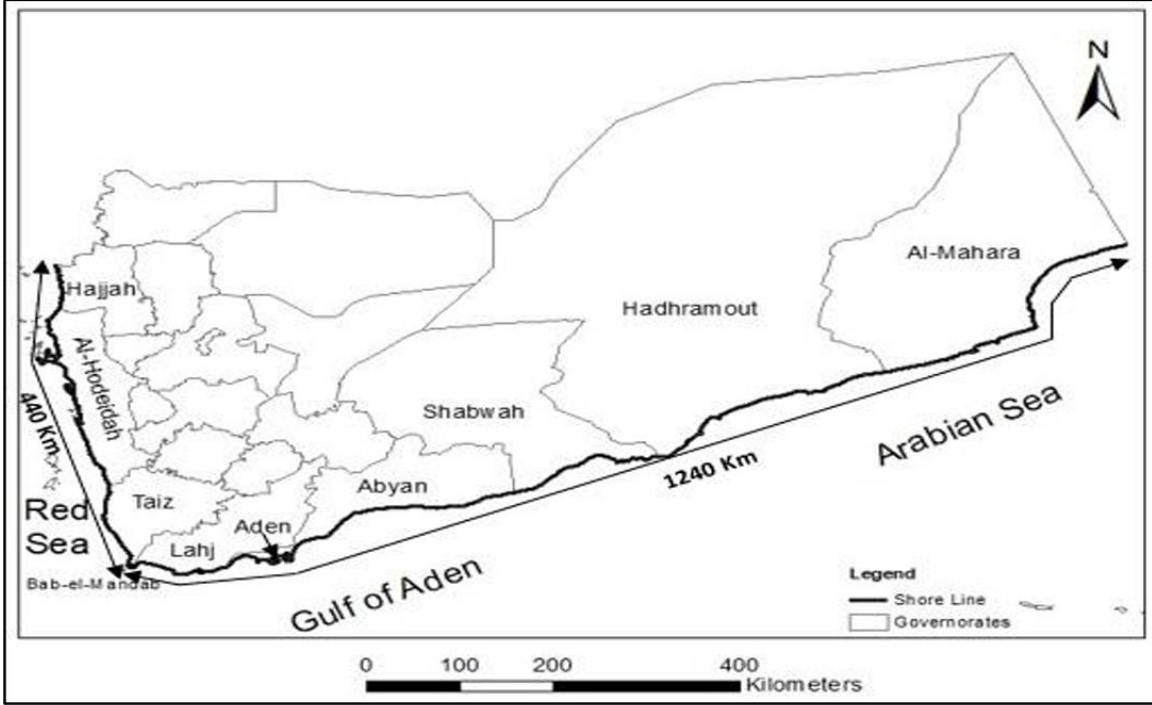 N
Al-Mahara
Hajjah
Hadhramout
Al-Hodeidah
440 Km
Shabwah
Arabian Sea
1240 Km
Abyan
Taiz
Red
Sea
Aden
Lahj
Bab-el-Mandab
Gulf of Aden
Legend
Shore Line
Governorates
0 100 200 400
Kilometers